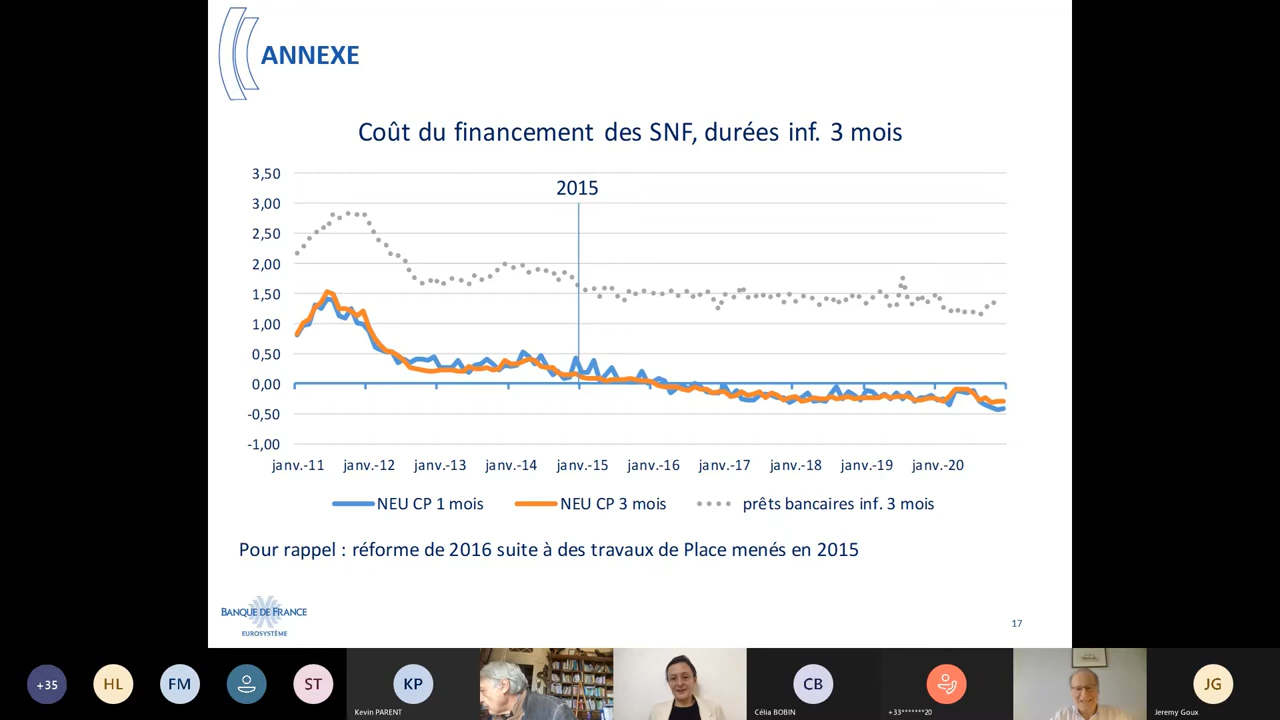 ANNEXE
Coût du financement des SNF, durées inf. 3 mois
3,50
3,00
2,50
2,00
1,50
1,00
0,50
0,00
-0,50
-1,00
2015
janv.-11 janv.-12 janv.-13 janv.-14 janv.-15 janv.-16 janv.-17 janv.-18 janv.-19 janv.-20
NEU CP 1 mois NEU CP 3 mois prêts bancaires inf. 3 mois
Pour rappel : réforme de 2016 suite à des travaux de Place menés en 2015
BANQUE DE FRANCE
EUROSYSTÈME
17
+35 HL FM ST KP CB JG
Kevin PARENT Célia BOBIN +33*******20 Jeremy Goux